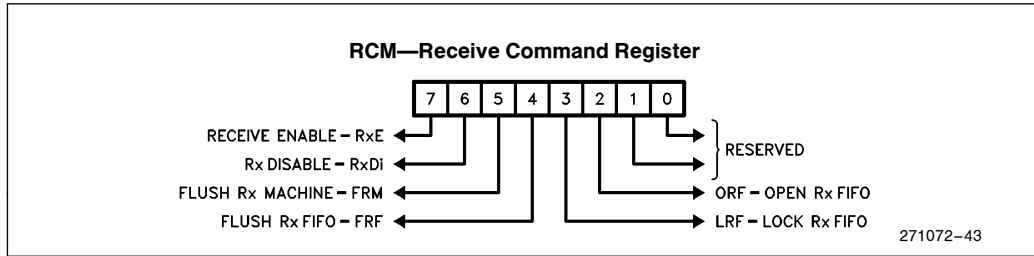 RCM—Receive Command Register
7 6 5 4 3 2 1 0
RECEIVE ENABLE – RxE
Rx DISABLE – RxDi
FLUSH Rx MACHINE – FRM
FLUSH Rx FIFO – FRF
RESERVED
ORF – OPEN Rx FIFO
LRF – LOCK Rx FIFO
271072–43